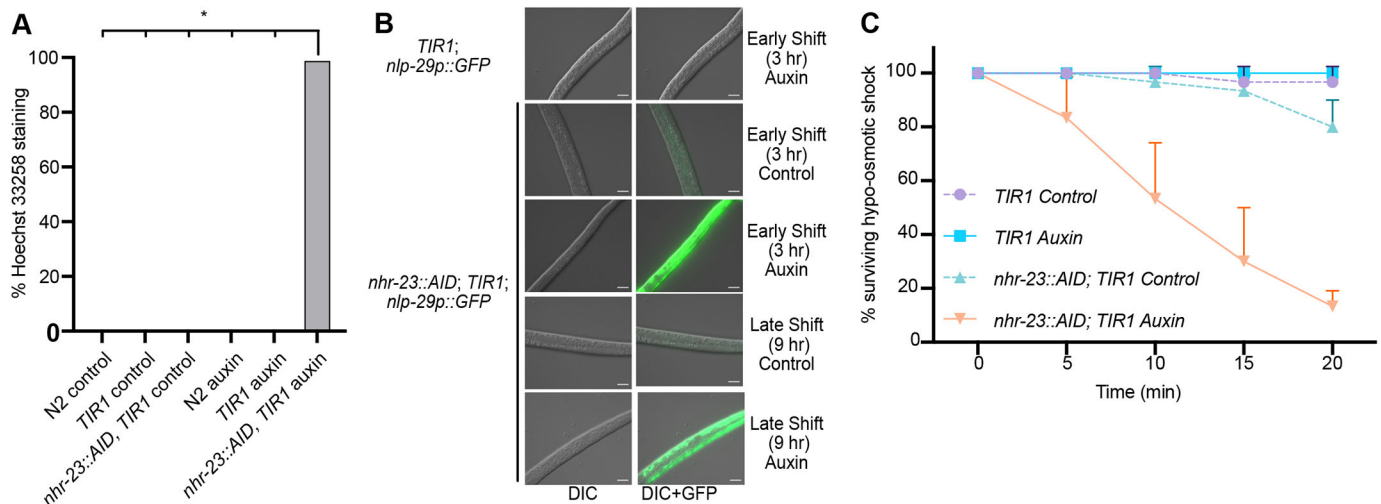 A
*
% Hoechst 33258 staining
100
80
60
40
20
0
N2 control
TIR1 control
nhr-23::AID, TIR1 control
N2 auxin
TIR1 auxin
nhr-23::AID, TIR1 auxin
B
TIR1;
nlp-29p::GFP
nhr-23::AID; TIR1;
nlp-29p::GFP
Early Shift
(3 hr)
Auxin
Early Shift
(3 hr)
Control
Early Shift
(3 hr)
Auxin
Late Shift
(9 hr)
Control
Late Shift
(9 hr)
Auxin
DIC
DIC+GFP
C
% surviving hypo-osmotic shock
100
80
60
40
20
0
TIR1 Control
TIR1 Auxin
nhr-23::AID; TIR1 Control
nhr-23::AID; TIR1 Auxin
0
5
10
15
20
Time (min)